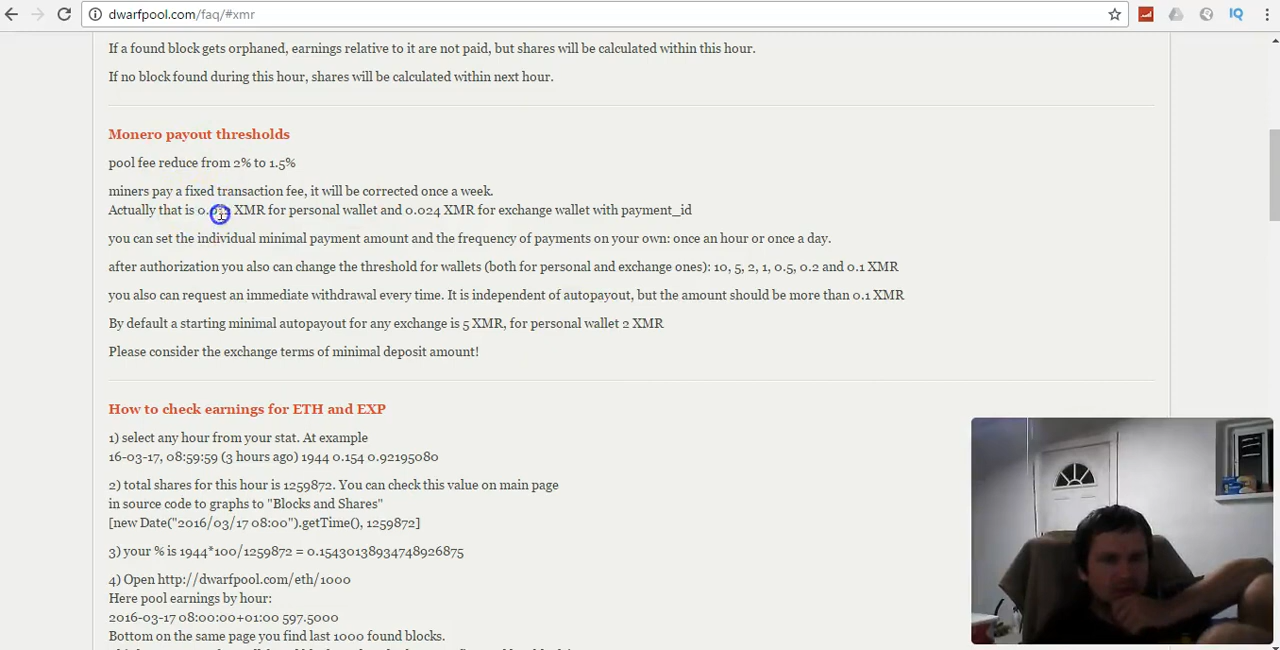 dwarfpool.com/faq/#xmr
If a found block gets orphaned, earnings relative to it are not paid, but shares will be calculated within this hour.
If no block found during this hour, shares will be calculated within next hour.
Monero payout thresholds
pool fee reduce from 2% to 1.5%
miners pay a fixed transaction fee, it will be corrected once a week.
Actually that is XMR for personal wallet and 0.024 XMR for exchange wallet with payment_id
you can set the individual minimal payment amount and the frequency of payments on your own: once an hour or once a day.
after authorization you also can change the threshold for wallets (both for personal and exchange ones): 10, 5, 2, 1, 0.5, 0.2 and 0.1 XMR
you also can request an immediate withdrawal every time. It is independent of autopayout, but the amount should be more than 0.1 XMR
By default a starting minimal autopayout for any exchange is 5 XMR, for personal wallet 2 XMR
Please consider the exchange terms of minimal deposit amount!
How to check earnings for ETH and EXP
1) select any hour from your stat. At example
16-03-17, 08:59:59 (3 hours ago) 1944 0.154 0.92195080
2) total shares for this hour is 1259872. You can check this value on main page
in source code to graphs to "Blocks and Shares"
[new Date("2016/03/17 08:00").getTime(), 1259872]
3) your % is 1944*100/1259872 = 0.15430138934748926875
4) Open http://dwarfpool.com/eth/1000
Here pool earnings by hour:
2016-03-17 08:00:00+01:00 597.5000
Bottom on the same page you find last 1000 found blocks.